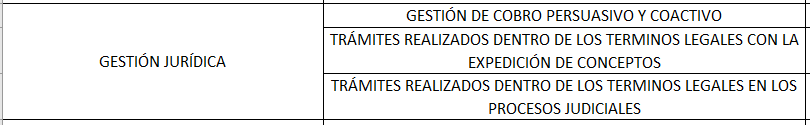 GESTIÓN JURÍDICA
GESTIÓN DE COBRO PERSUASIVO Y COACTIVO
TRÁMITES REALIZADOS DENTRO DE LOS TERMINOS LEGALES CON LA
EXPEDICIÓN DE CONCEPTOS
TRÁMITES REALIZADOS DENTRO DE LOS TERMINOS LEGALES EN LOS
PROCESOS JUDICIALES